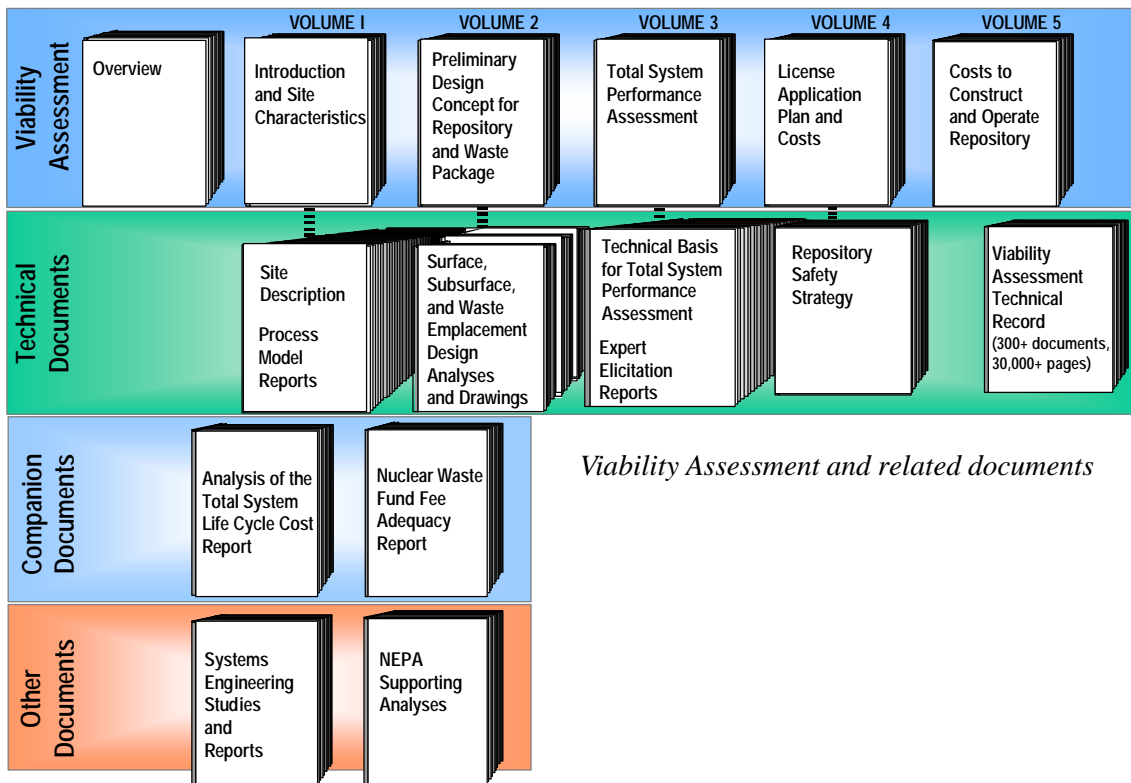 VOLUME I
VOLUME 2
VOLUME 3
VOLUME 4
VOLUME 5
Viability
Assessment
Overview
Introduction
and Site
Characteristics
Preliminary
Design
Concept for
Repository
and Waste
Package
Total System
Performance
Assessment
License
Application
Plan and
Costs
Costs to
Construct
and Operate
Repository
Technical
Documents
Site
Description
Process
Model
Reports
Surface,
Subsurface,
and Waste
Emplacement
Design
Analyses
and Drawings
Technical Basis
for Total System
Performance
Assessment
Expert
Elicitation
Reports
Repository
Safety
Strategy
Viability
Assessment
Technical
Record
(300+ documents,
30,000+ pages)
Companion
Documents
Analysis of the
Total System
Life Cycle Cost
Report
Nuclear Waste
Fund Fee
Adequacy
Report
Viability Assessment and related documents
Other
Documents
Systems
Engineering
Studies
and
Reports
NEPA
Supporting
Analyses